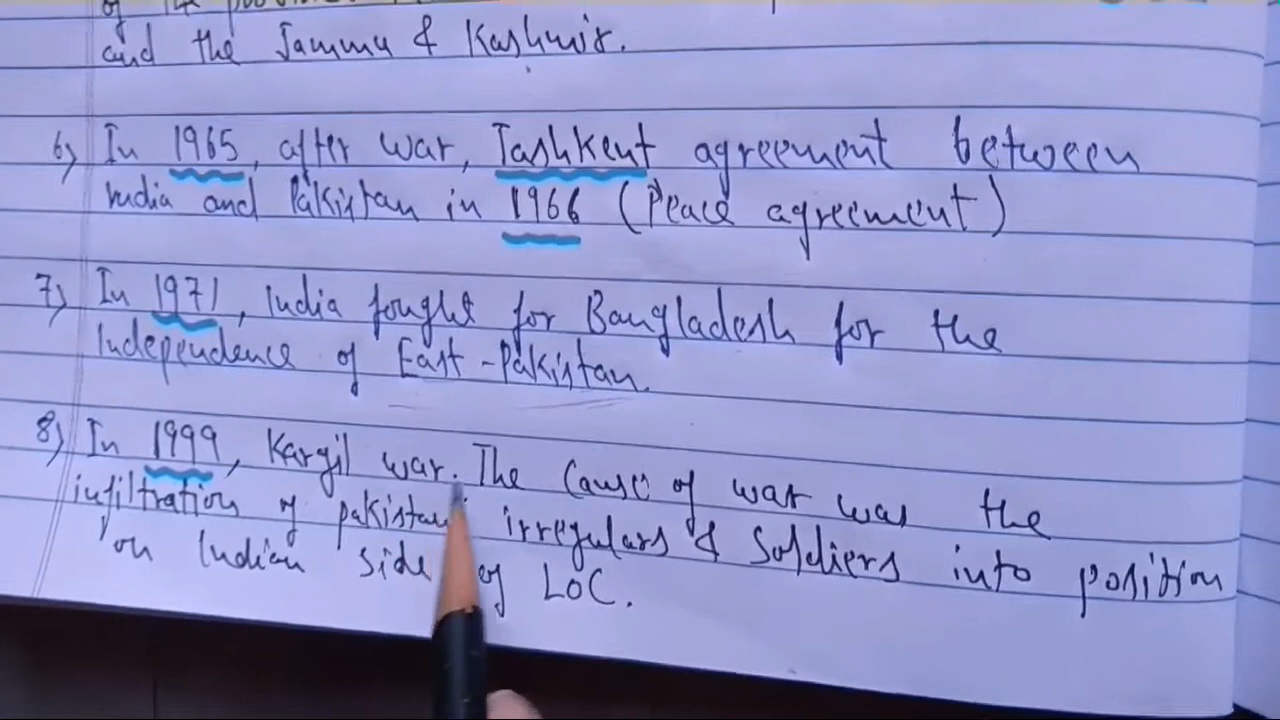 and the Jammu & Kashmir.
6) In 1965, after war, Tashkent agreement between
India and Pakistan in 1966 (Peace agreement)
7) In 1971, India fought for Bangladesh for the
Independence of East-Pakistan.
8) In 1999, Kargil war. The cause of war was the
infiltration of Pakistan irregulars & Soldiers into position
on Indian side of LOC.